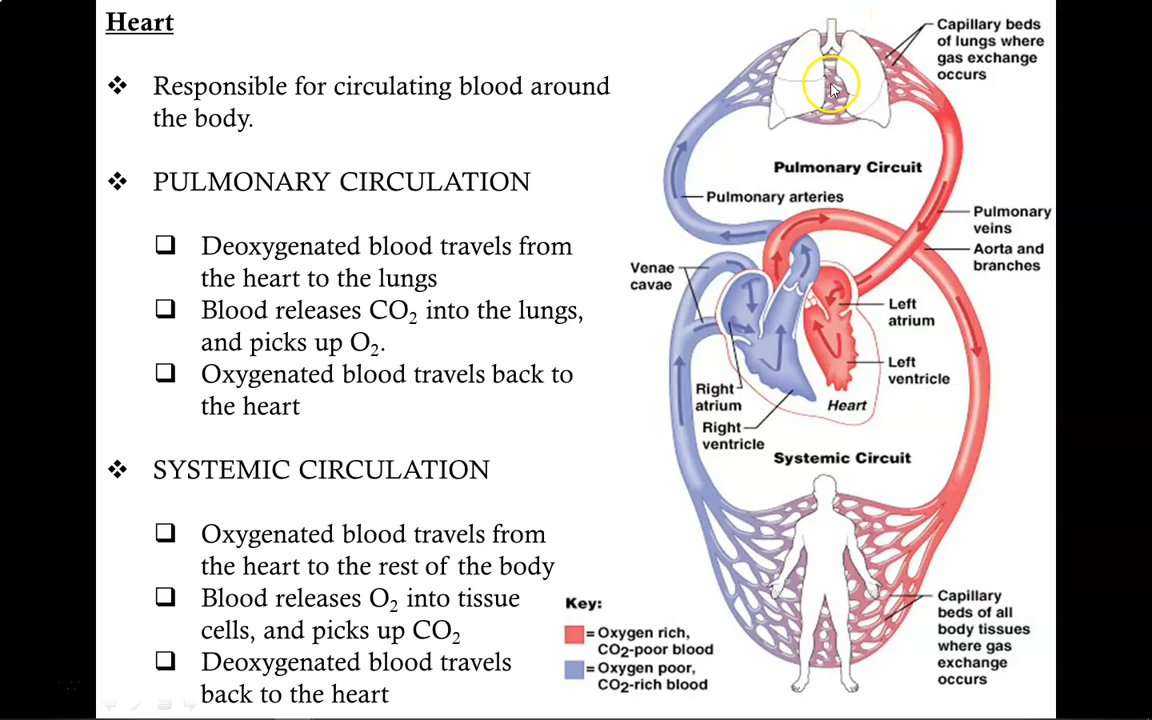 Heart
❖ Responsible for circulating blood around
the body.
❖ PULMONARY CIRCULATION
❑ Deoxygenated blood travels from
the heart to the lungs
❑ Blood releases CO₂ into the lungs,
and picks up O₂.
❑ Oxygenated blood travels back to
the heart
❖ SYSTEMIC CIRCULATION
❑ Oxygenated blood travels from
the heart to the rest of the body
❑ Blood releases O₂ into tissue
cells, and picks up CO₂
❑ Deoxygenated blood travels
back to the heart
Capillary beds
of lungs where
gas exchange
occurs
Pulmonary Circuit
Pulmonary arteries
Pulmonary
veins
Aorta and
branches
Venae
cavae
Left
atrium
Left
ventricle
Right
atrium
Heart
Right
ventricle
Systemic Circuit
Capillary
beds of all
body tissues
where gas
exchange
occurs
Key:
= Oxygen rich,
CO₂-poor blood
= Oxygen poor,
CO₂-rich blood